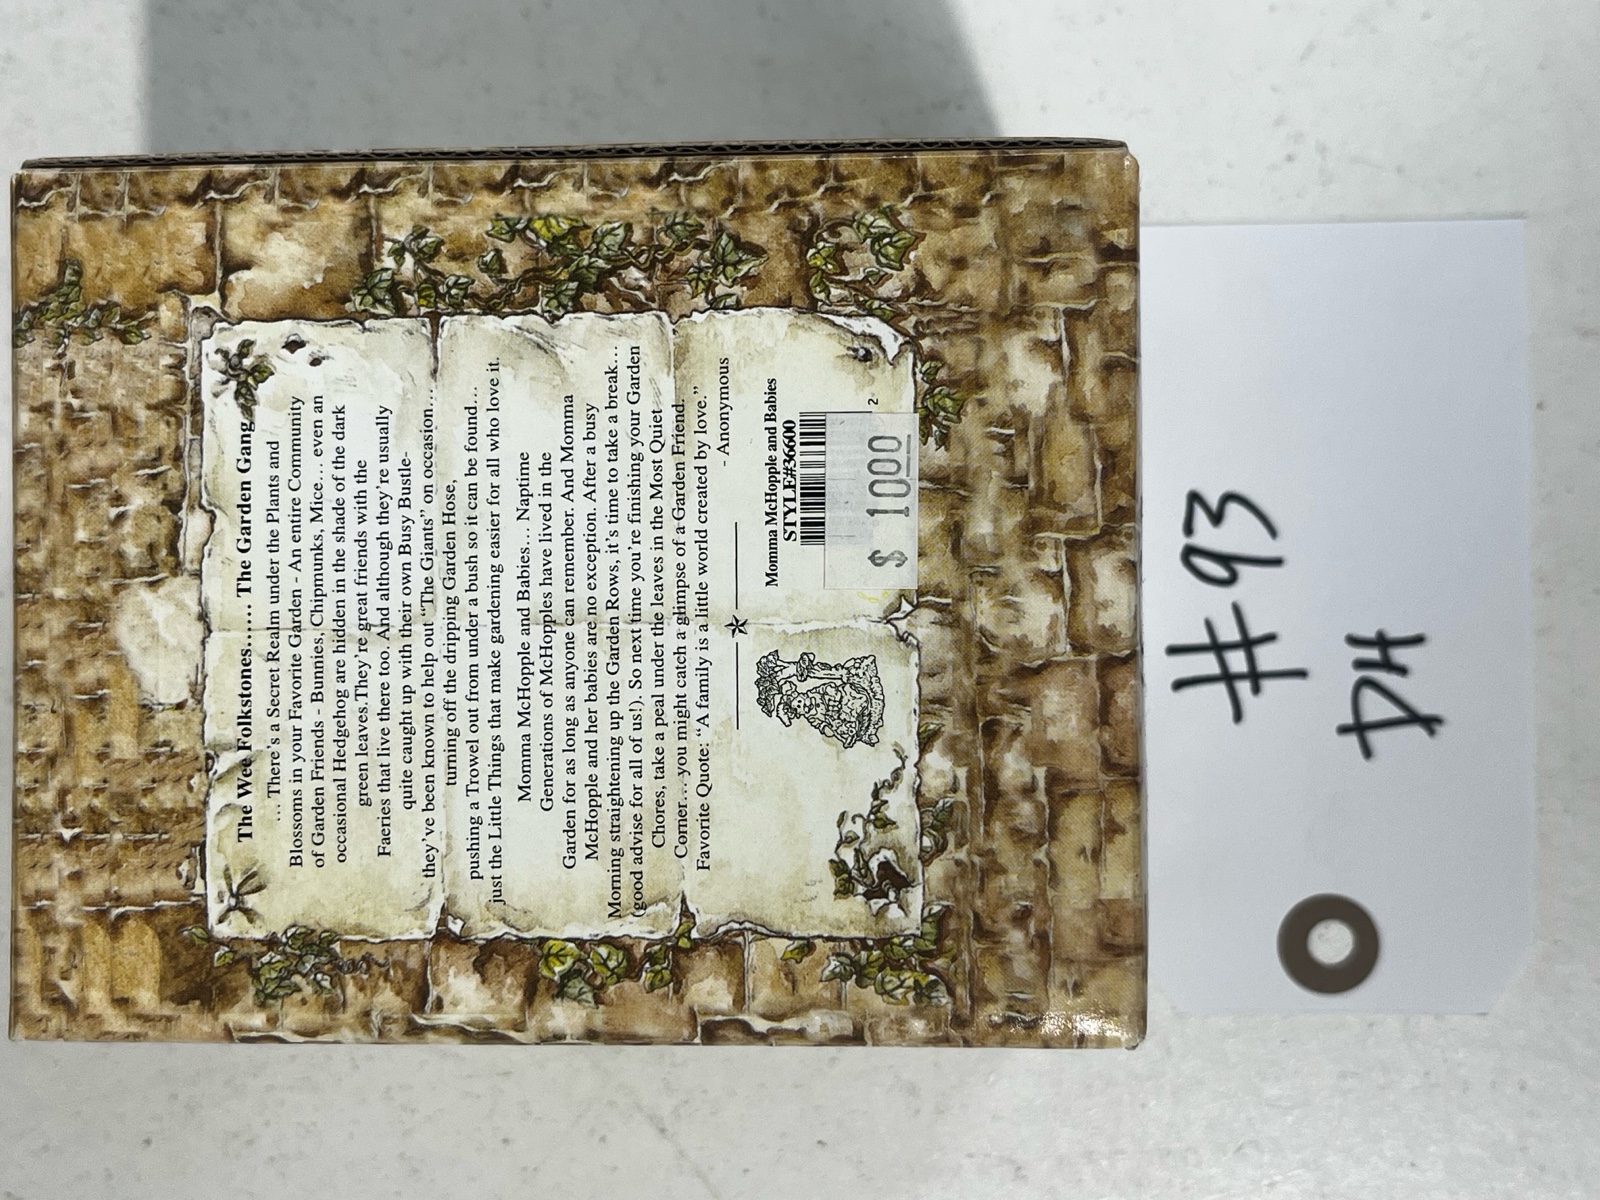 The Wee Folkstones....... The Garden Gang
.... There's a Secret Realm under the Plants and
Blossoms in your Favorite Garden - An entire Community
of Garden Friends - Bunnies, Chipmunks, Mice… even an
occasional Hedgehog are hidden in the shade of the dark
green leaves.They're great friends with the
Faeries that live there too. And although they're usually
quite caught up with their own Busy Bustle-
they've been known to help out "The Giants" on occasion…
turning off the dripping Garden Hose,
pushing a Trowel out from under a bush so it can be found…
just the Little Things that make gardening easier for all who love it.
Momma McHopple and Babies… Naptime
Generations of McHopples have lived in the
Garden for as long as anyone can remember. And Momma
McHopple and her babies are no exception. After a busy
Morning straightening up the Garden Rows, it's time to take a break…
(good advise for all of us!). So next time you're finishing your Garden
Chores, take a peal under the leaves in the Most Quiet
Corner… you might catch a glimpse of a Garden Friend.
Favorite Quote: "A family is a little world created by love."
- Anonymous
Momma McHopple and Babies
STYLE#36600
2
$ 10.00
#93
DH